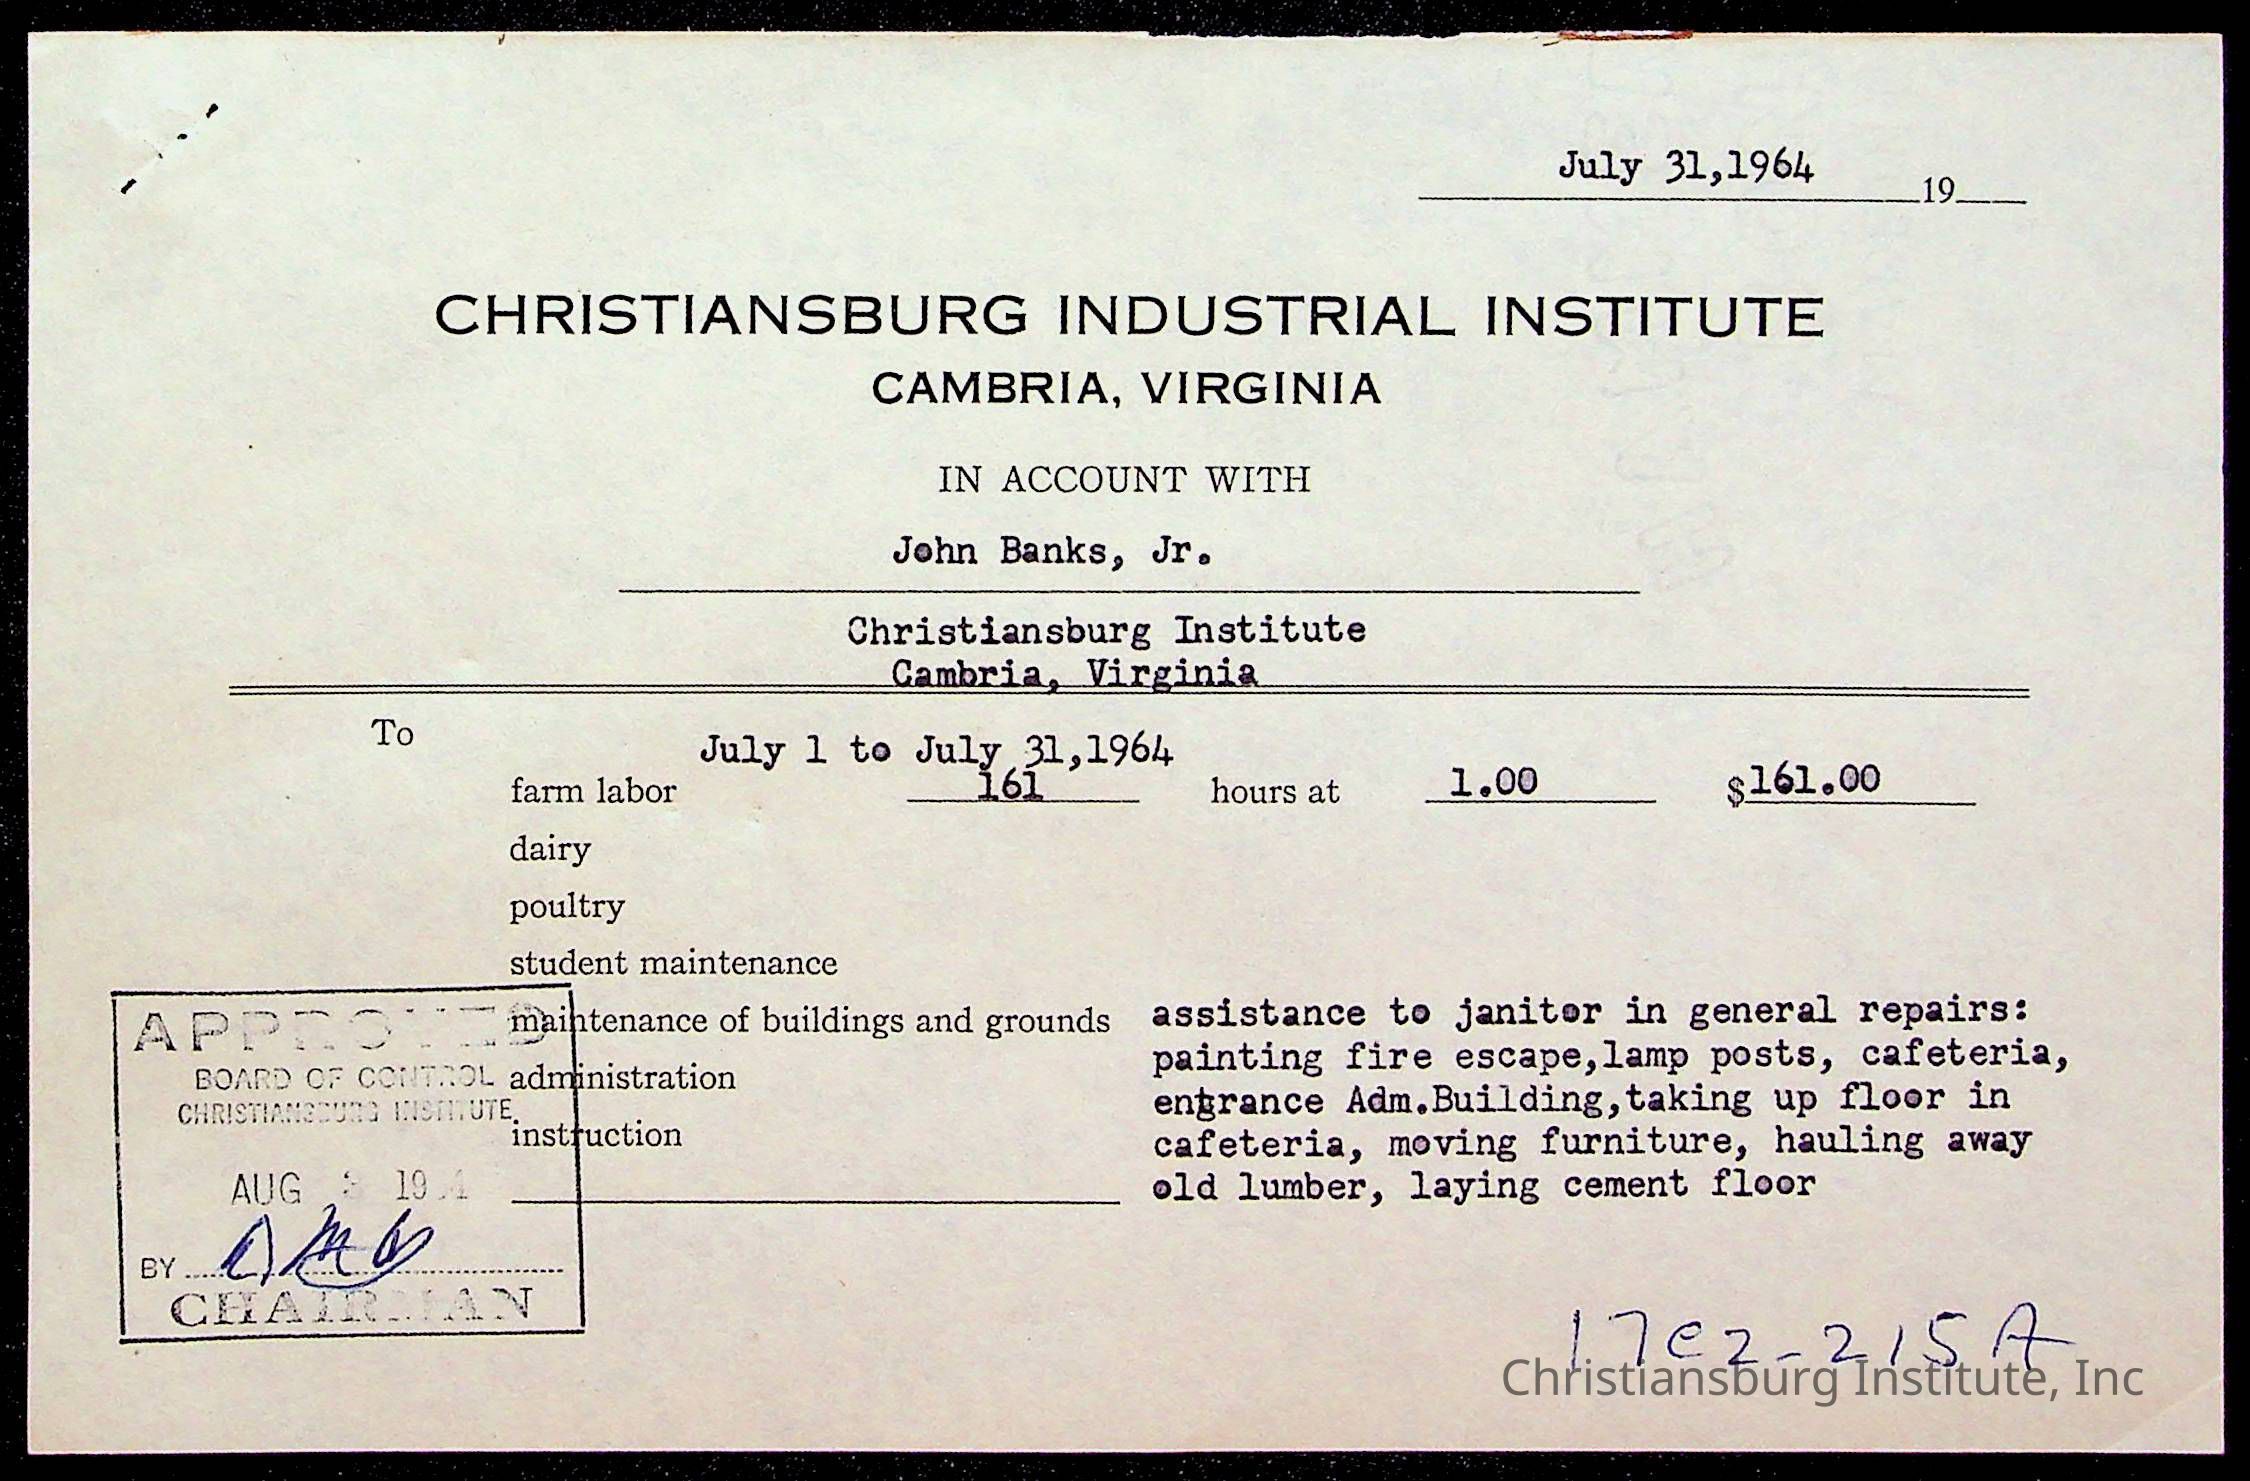 July 31,1964 19
CHRISTIANSBURG INDUSTRIAL INSTITUTE
CAMBRIA, VIRGINIA
IN ACCOUNT WITH
John Banks, Jr.
Christiansburg Institute
Cambria, Virginia
To
July 1 to July 31,1964
farm labor 161 hours at 1.00 $161.00
dairy
poultry
student maintenance
maintenance of buildings and grounds
administration
instruction
assistance to janitor in general repairs:
painting fire escape,lamp posts, cafeteria,
entrance Adm.Building,taking up floor in
cafeteria, moving furniture, hauling away
old lumber, laying cement floor
APPROVED
BOARD OF CONTROL
CHRISTIANSBURG INSTITUTE
AUG
BY
CHAIRMAN
17e2-215A
Christiansburg Institute, Inc